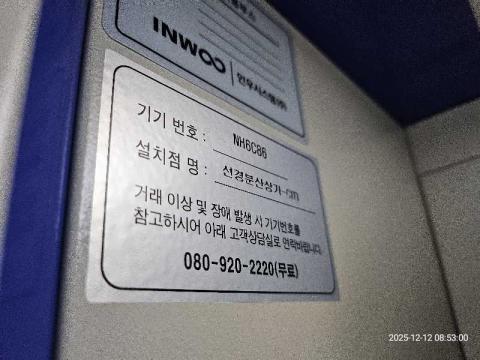 INWOO 인우시스템(주)
기기 번호 : NH6C86
설치점 명 : 선경분산상가-cm
거래 이상 및 장애 발생 시 기기번호를
참고하시어 아래 고객상담실로 연락바랍니다.
080-920-2220(무료)
2025-12-12 08:53:00